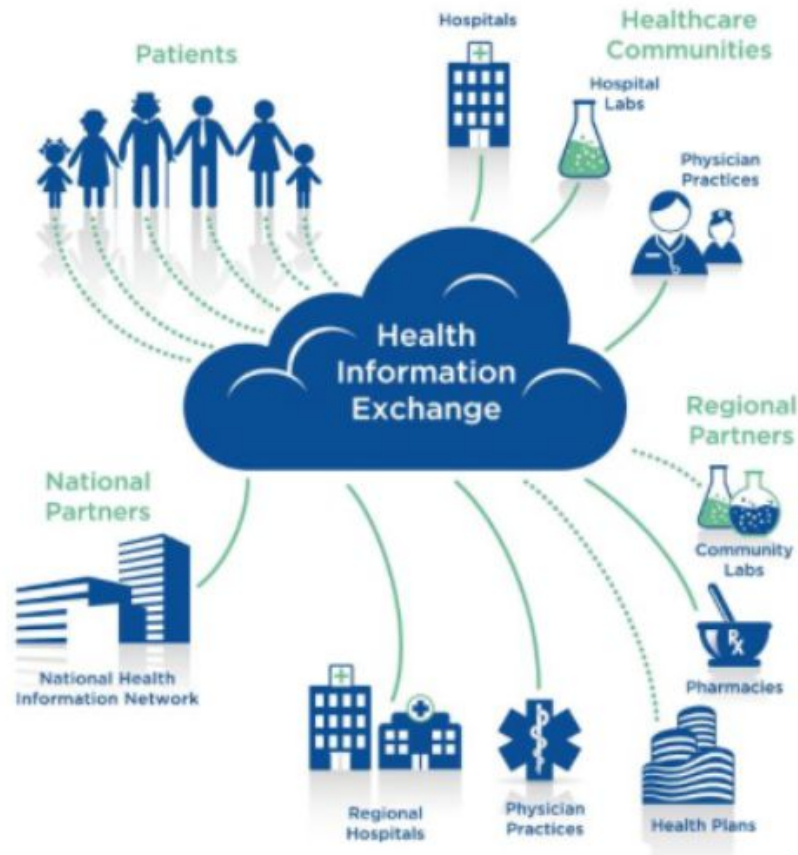 Patients
Hospitals
Healthcare
Communities
Hospital
Labs
Physician
Practices
Health
Information
Exchange
Regional
Partners
Community
Labs
Rx
Pharmacies
National
Partners
National Health
Information Network
Regional
Hospitals
Physician
Practices
Health Plans